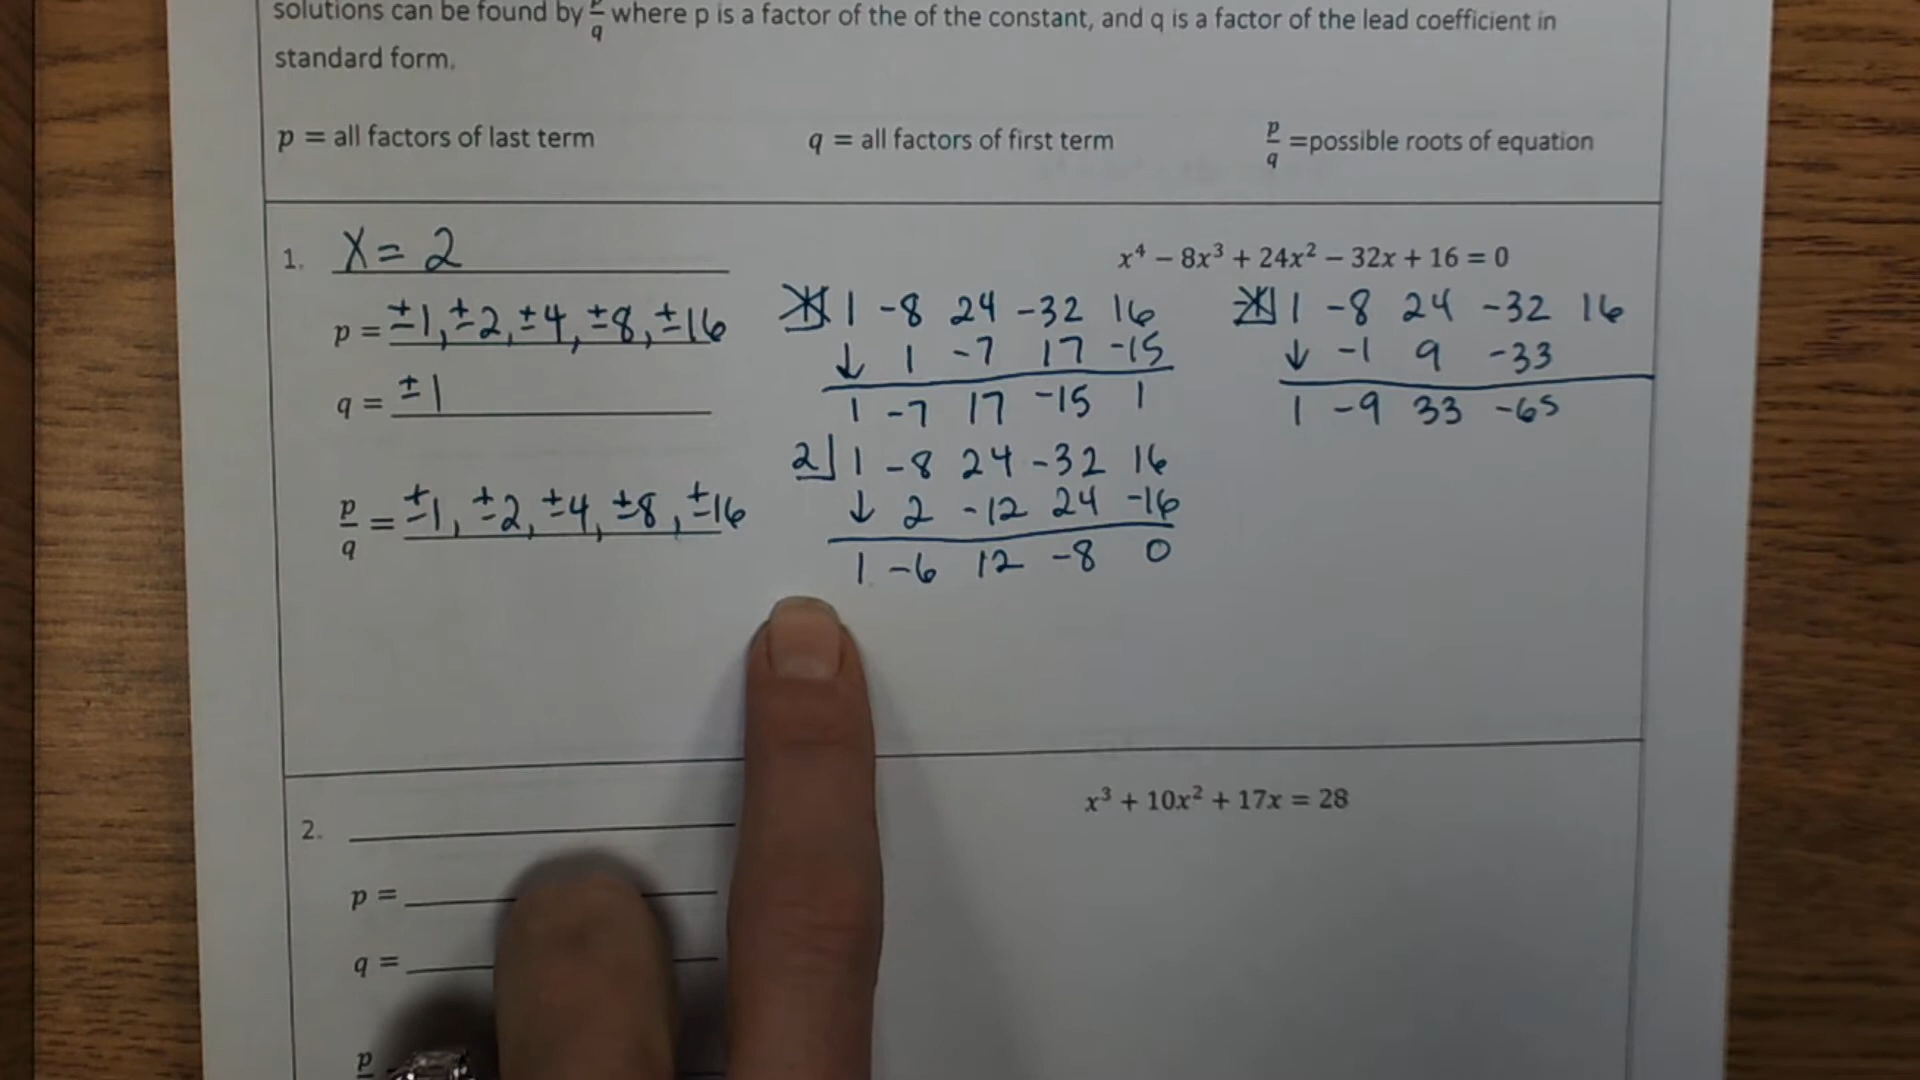 solutions can be found by p/q where p is a factor of the of the constant, and q is a factor of the lead coefficient in
standard form.
p = all factors of last term
q = all factors of first term
p/q =possible roots of equation
1. x = 2
x⁴ − 8x³ + 24x² − 32x + 16 = 0
p = ±1, ±2, ±4, ±8, ±16
q = ±1
p/q = ±1, ±2, ±4, ±8, ±16
1 -8 24 -32 16
↓ 1 -7 17 -15
1 -7 17 -15 1
2 1 -8 24 -32 16
↓ 2 -12 24 -16
1 -6 12 -8 0
1 -8 24 -32 16
↓ -1 9 -33
1 -9 33 -65
2.
x³ + 10x² + 17x = 28
p =
q =
p